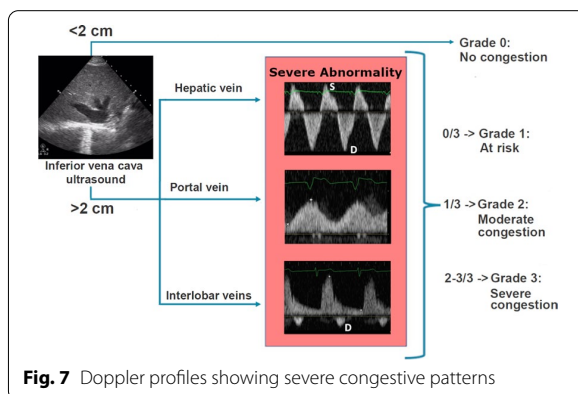 <2 cm
Grade 0:
No congestion
Severe Abnormality
Hepatic vein
S
D
0/3 -> Grade 1:
At risk
Inferior vena cava
ultrasound
>2 cm
Portal vein
1/3 -> Grade 2:
Moderate
congestion
Interlobar veins
D
2-3/3 -> Grade 3:
Severe
congestion
Fig. 7 Doppler profiles showing severe congestive patterns